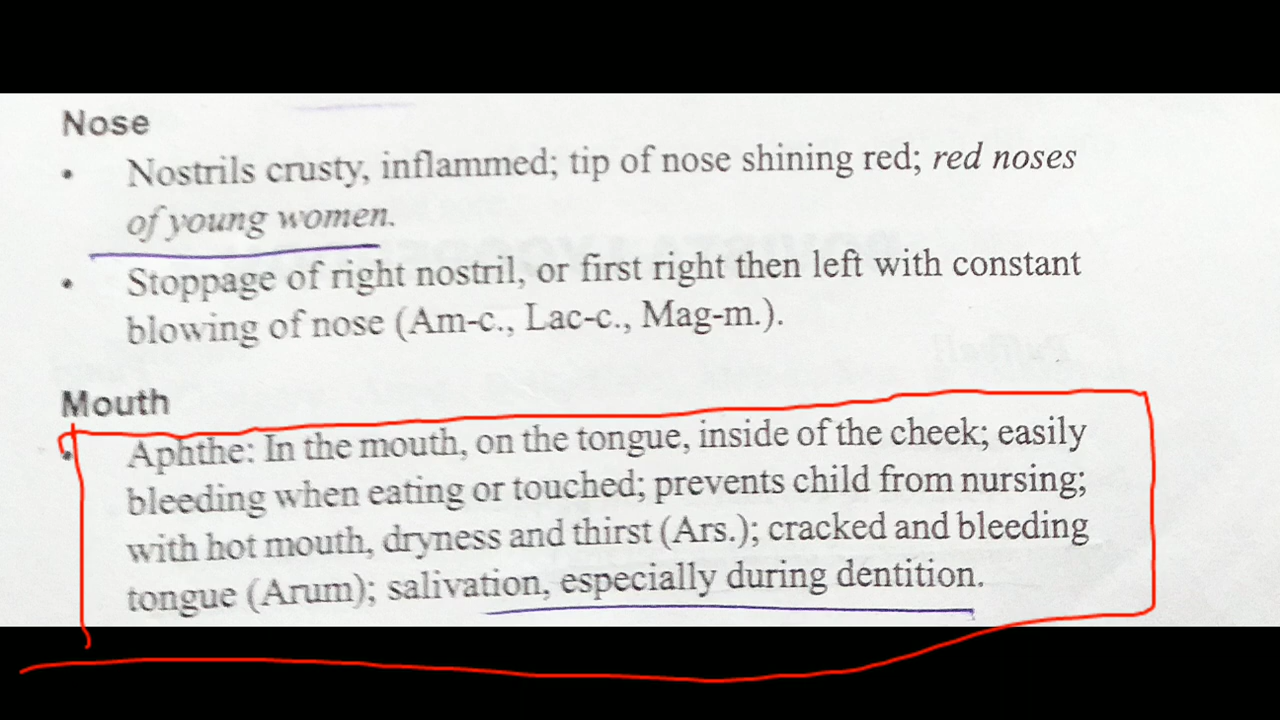 Nose
• Nostrils crusty, inflammed; tip of nose shining red; red noses
of young women.
• Stoppage of right nostril, or first right then left with constant
blowing of nose (Am-c., Lac-c., Mag-m.).
Mouth
• Aphthe: In the mouth, on the tongue, inside of the cheek; easily
bleeding when eating or touched; prevents child from nursing;
with hot mouth, dryness and thirst (Ars.); cracked and bleeding
tongue (Arum); salivation, especially during dentition.